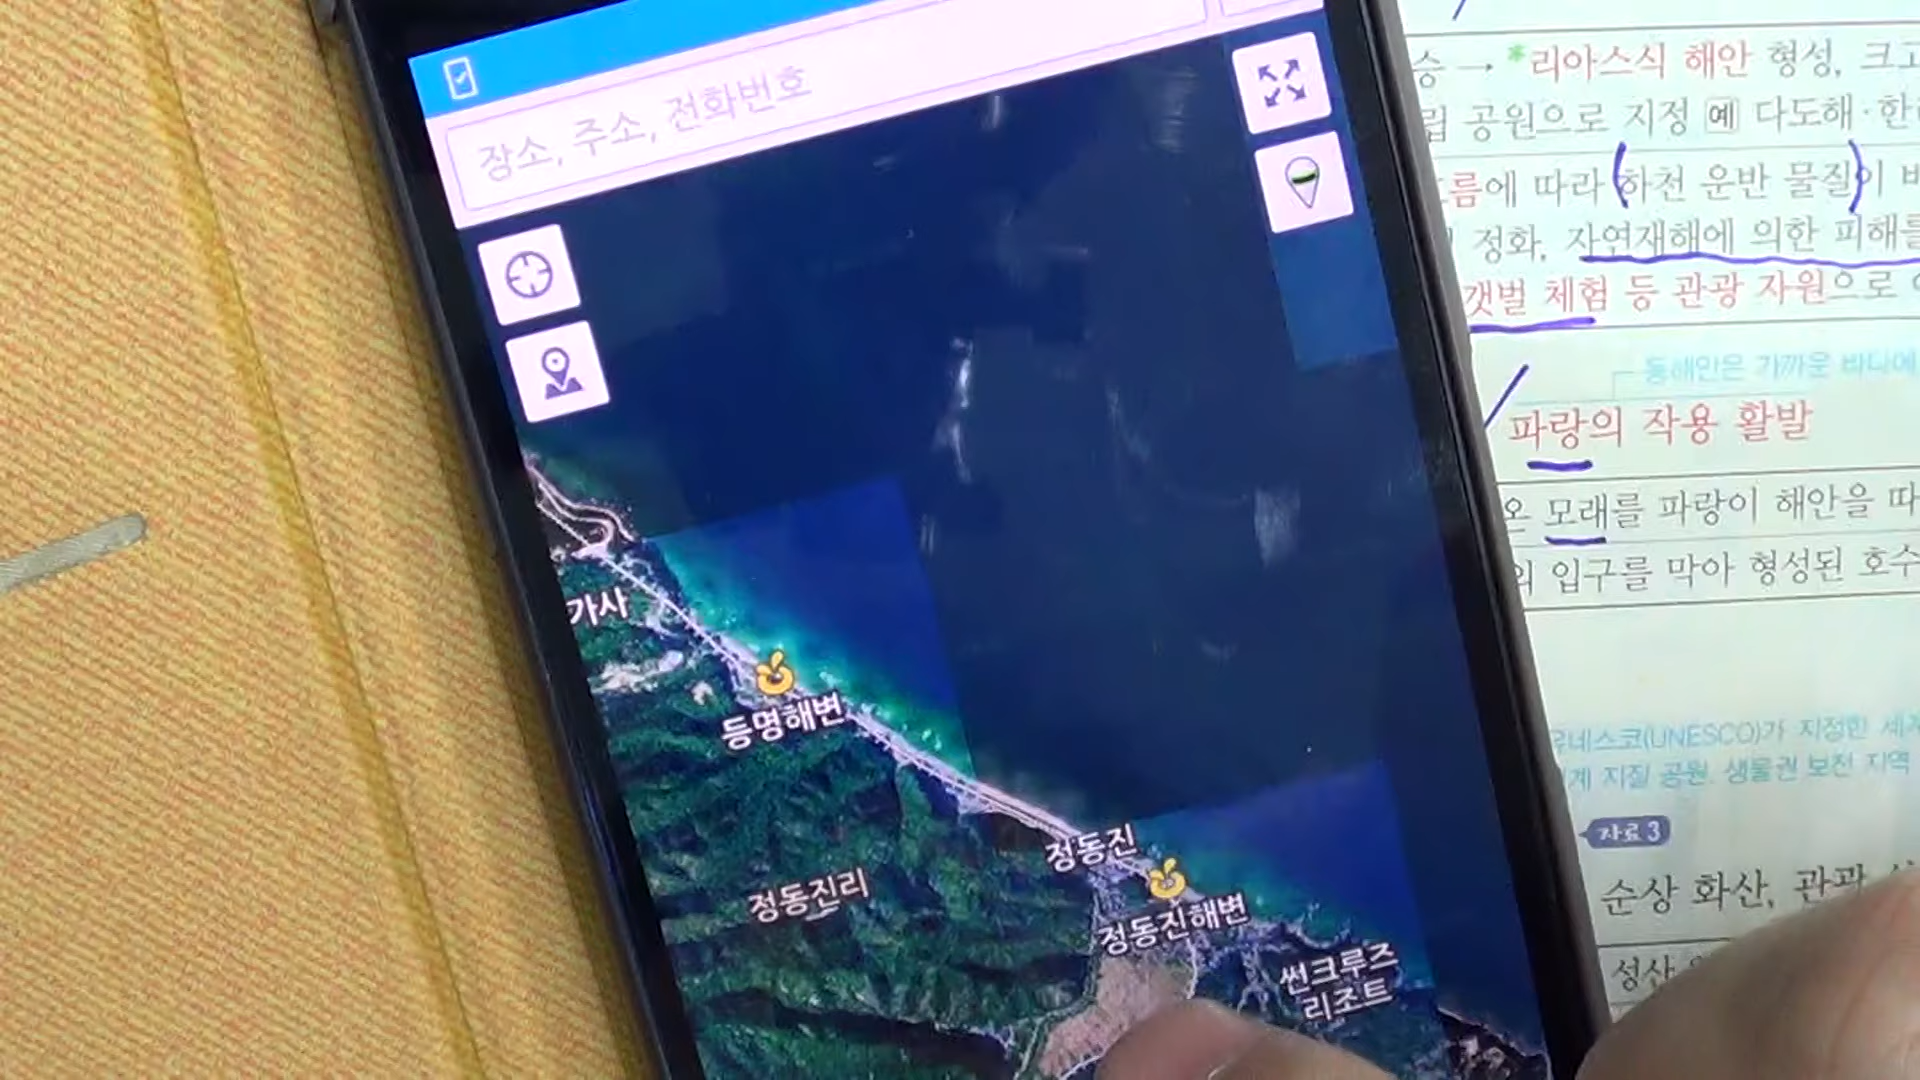 장소, 주소, 전화번호
가사
등명해변
정동진
정동진리
정동진해변
썬크루즈
리조트
승 → *리아스식 해안 형성, 크고
립 공원으로 지정 예 다도해·한
름에 따라 (하천 운반 물질)이
정화, 자연재해에 의한 피해를
갯벌 체험 등 관광 자원으로
동해안은 가까운 바다에
파랑의 작용 활발
온 모래를 파랑이 해안을 따
의 입구를 막아 형성된 호수
유네스코(UNESCO)가 지정한 세계
계 지질 공원, 생물권 보전 지역
자료 3
순상 화산, 관광
성산